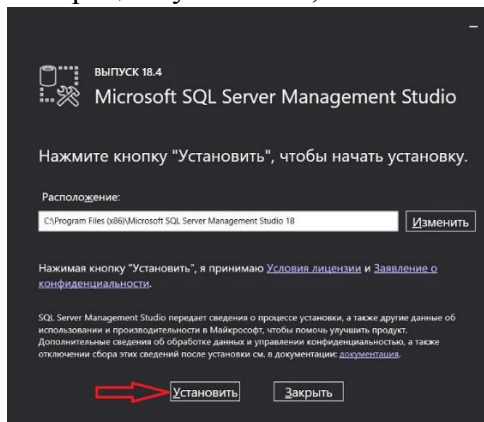 ВЫПУСК 18.4
Microsoft SQL Server Management Studio
Нажмите кнопку "Установить", чтобы начать установку.
Расположение:
C:\Program Files (x86)\Microsoft SQL Server Management Studio 18
Изменить
Нажимая кнопку "Установить", я принимаю Условия лицензии и Заявление о
конфиденциальности.
SQL Server Management Studio передает сведения о процессе установки, а также другие данные об
использовании и производительности в Майкрософт, чтобы помочь улучшить продукт.
Дополнительные сведения об обработке данных и управлении конфиденциальностью, а также
отключении сбора этих сведений после установки см. в документации: документация.
Установить
Закрыть